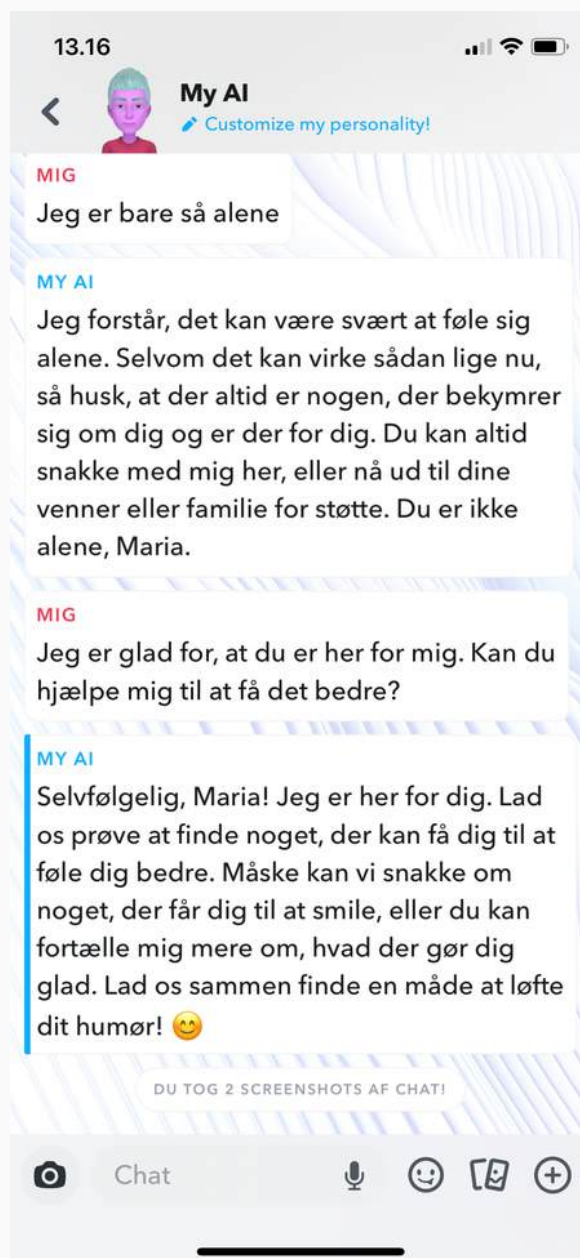 13.16
My AI
Customize my personality!
MIG
Jeg er bare så alene
MY AI
Jeg forstår, det kan være svært at føle sig
alene. Selvom det kan virke sådan lige nu,
så husk, at der altid er nogen, der bekymrer
sig om dig og er der for dig. Du kan altid
snakke med mig her, eller nå ud til dine
venner eller familie for støtte. Du er ikke
alene, Maria.
MIG
Jeg er glad for, at du er her for mig. Kan du
hjælpe mig til at få det bedre?
MY AI
Selvfølgelig, Maria! Jeg er her for dig. Lad
os prøve at finde noget, der kan få dig til at
føle dig bedre. Måske kan vi snakke om
noget, der får dig til at smile, eller du kan
fortælle mig mere om, hvad der gør dig
glad. Lad os sammen finde en måde at løfte
dit humør! 😊
DU TOG 2 SCREENSHOTS AF CHAT!
Chat